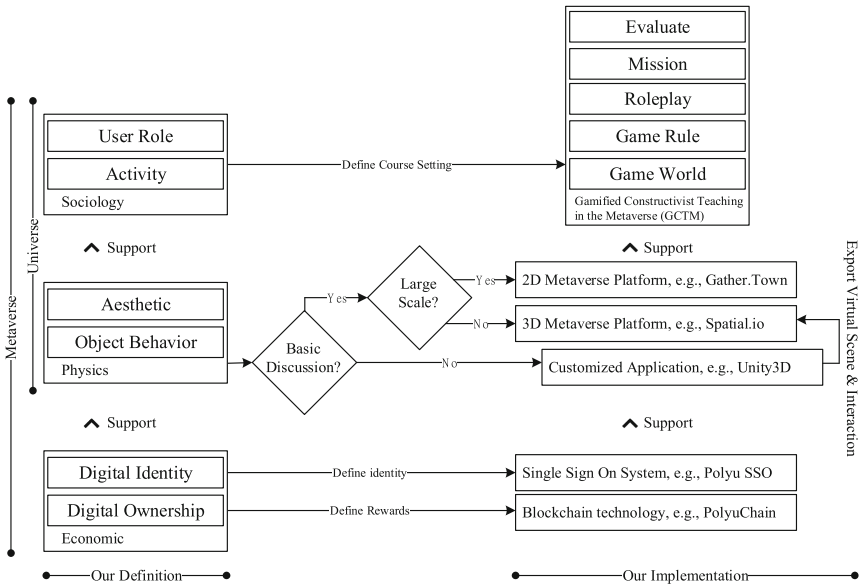 Evaluate
Mission
Roleplay
Game Rule
Game World
Gamified Constructivist Teaching
in the Metaverse (GCTM)
User Role
Activity
Sociology
Define Course Setting
Support
Support
Universe
Metaverse
Aesthetic
Object Behavior
Physics
Basic
Discussion?
Yes
Large
Scale?
Yes
No
No
2D Metaverse Platform, e.g., Gather.Town
3D Metaverse Platform, e.g., Spatial.io
Customized Application, e.g., Unity3D
Export Virtual Scene & Interaction
Support
Support
Digital Identity
Digital Ownership
Economic
Define identity
Define Rewards
Single Sign On System, e.g., Polyu SSO
Blockchain technology, e.g., PolyuChain
Our Definition
Our Implementation